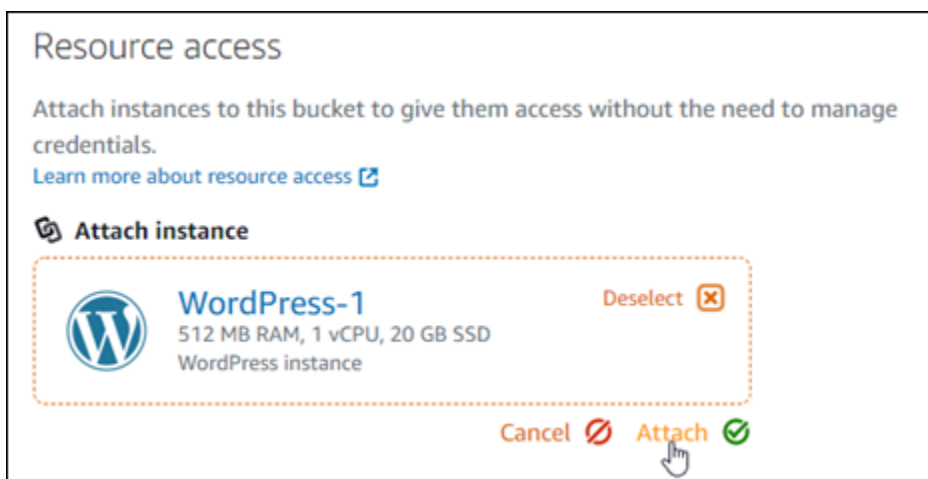 Resource access
Attach instances to this bucket to give them access without the need to manage
credentials.
Learn more about resource access
Attach instance
WordPress-1
Deselect
512 MB RAM, 1 vCPU, 20 GB SSD
WordPress instance
Cancel
Attach